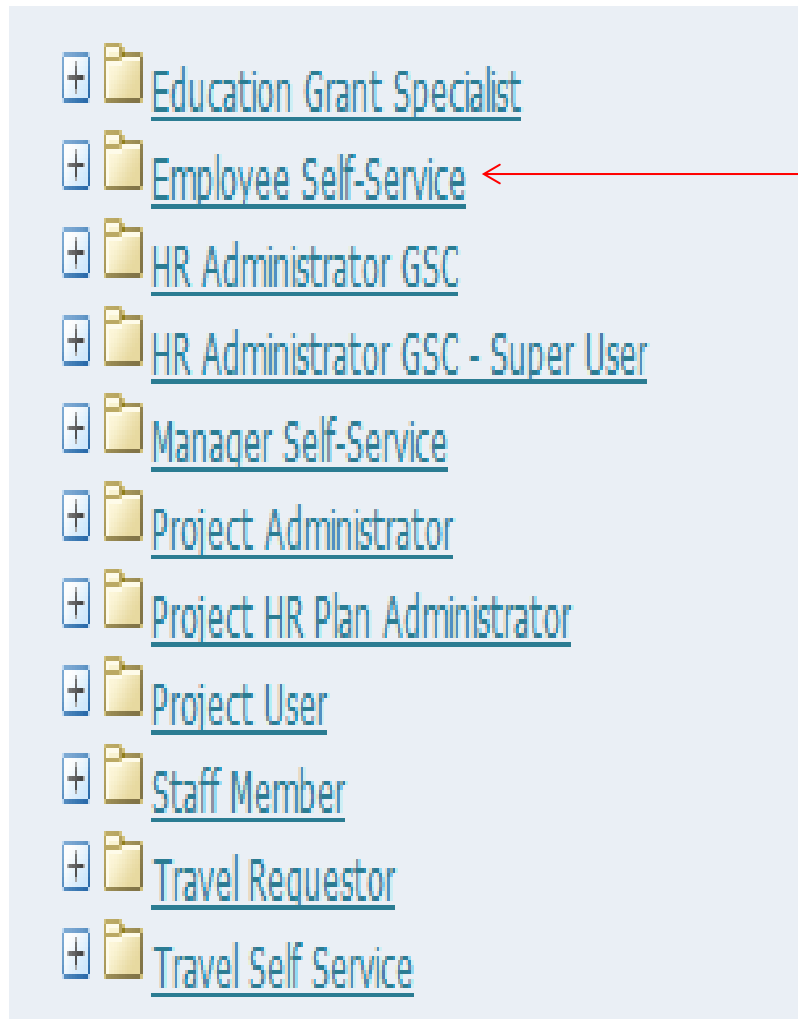 Education Grant Specialist
Employee Self-Service
HR Administrator GSC
HR Administrator GSC - Super User
Manager Self-Service
Project Administrator
Project HR Plan Administrator
Project User
Staff Member
Travel Requestor
Travel Self Service